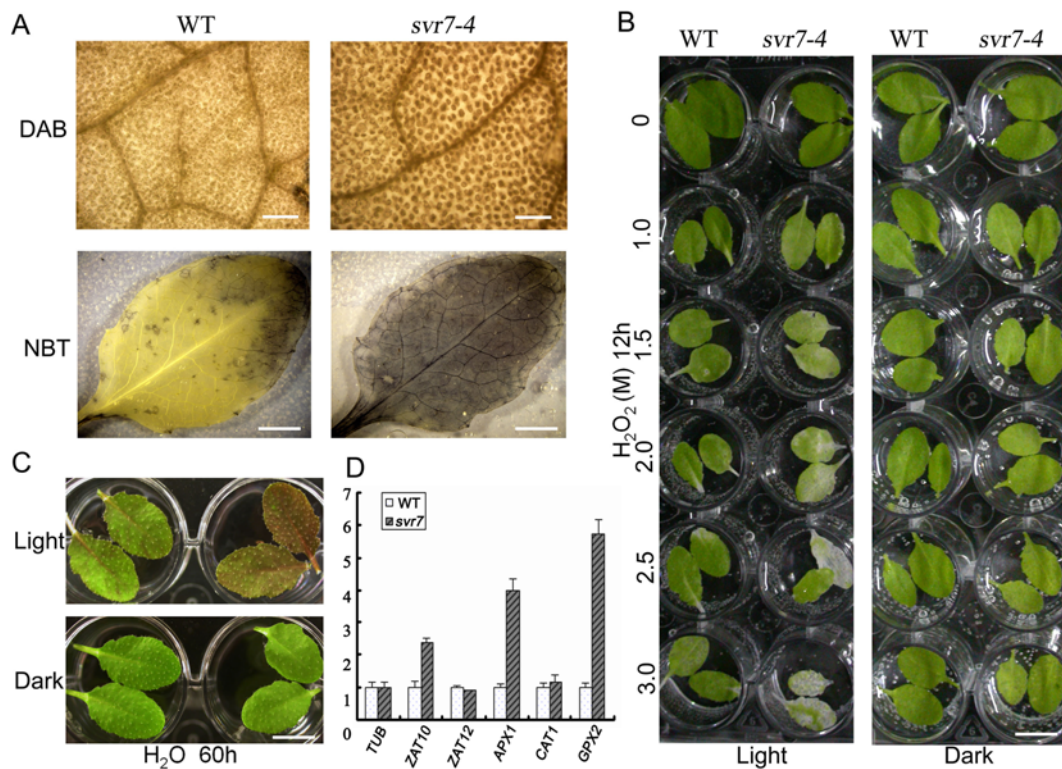 A
WT
svr7-4
DAB
NBT
B
WT
svr7-4
WT
svr7-4
0
1.0
1.5
2.0
2.5
3.0
H₂O₂ (M) 12h
Light
Dark
C
Light
Dark
H₂O 60h
D
7
6
5
4
3
2
1
0
WT
svr7
TUB
ZAT10
ZAT12
APX1
CAT1
GPX2